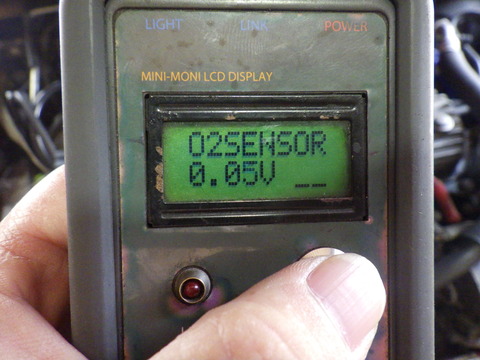 LIGHT LINK POWER
MINI-MONI LCD DISPLAY
O2SENSOR
0.05V __